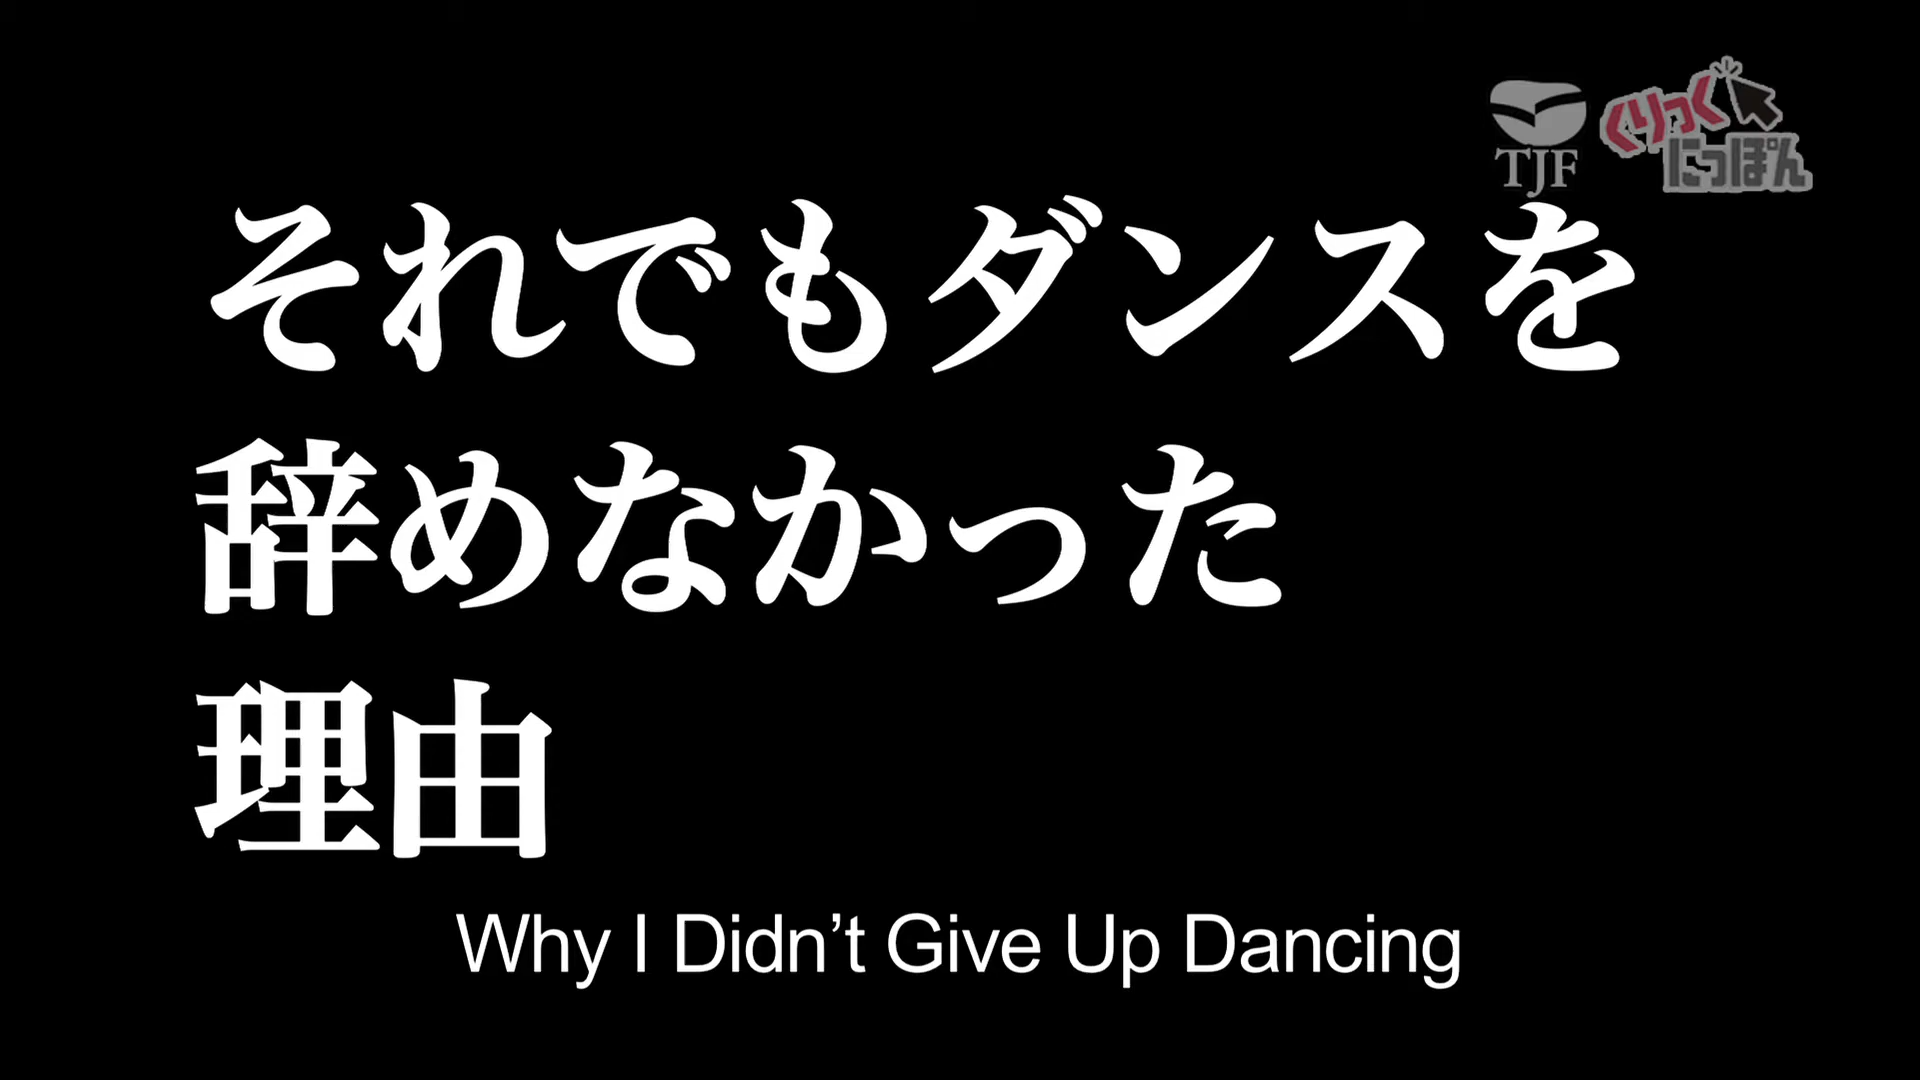 TJF
くりっく
にっぽん
それでもダンスを
辞めなかった
理由
Why I Didn’t Give Up Dancing